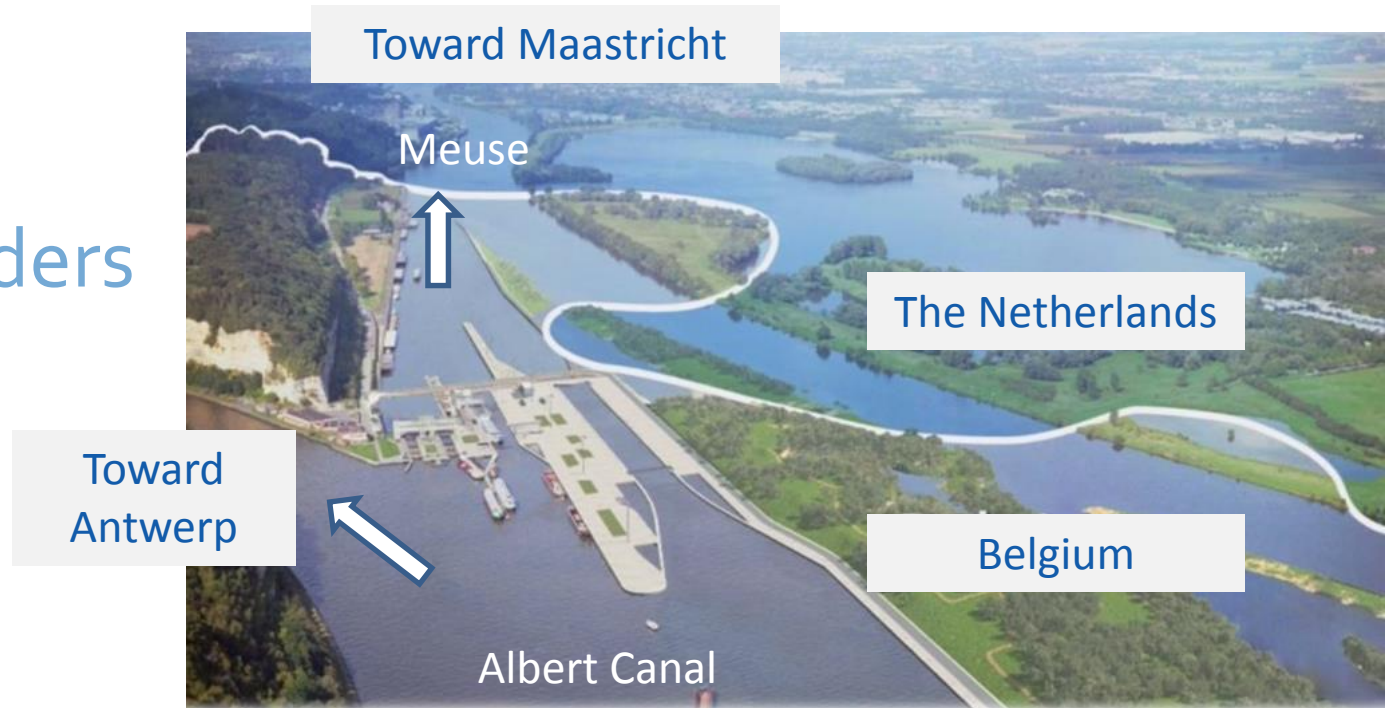 Toward Maastricht
Meuse
ders
The Netherlands
Toward
Antwerp
Belgium
Albert Canal